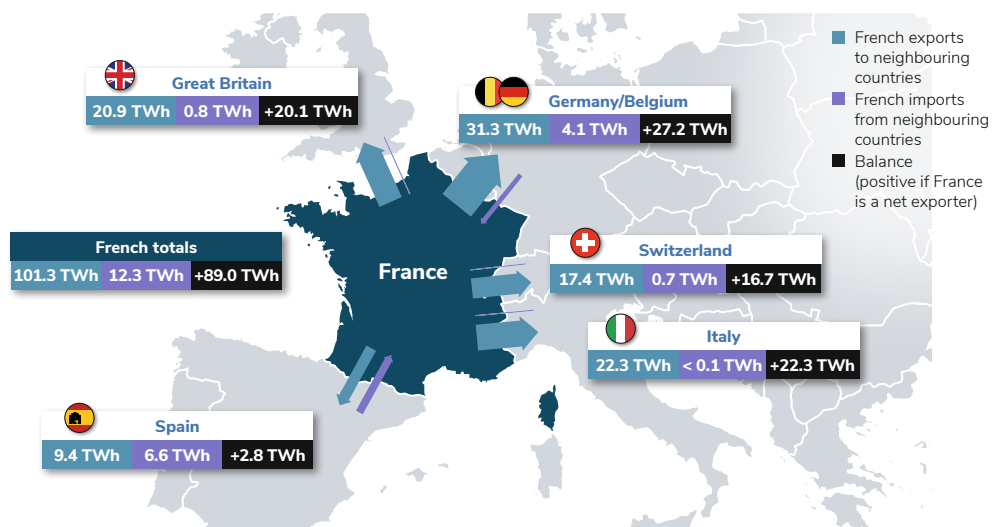 Great Britain
20.9 TWh 0.8 TWh +20.1 TWh
Germany/Belgium
31.3 TWh 4.1 TWh +27.2 TWh
French exports
to neighbouring
countries
French imports
from neighbouring
countries
Balance
(positive if France
is a net exporter)
French totals
101.3 TWh 12.3 TWh +89.0 TWh
France
Switzerland
17.4 TWh 0.7 TWh +16.7 TWh
Italy
22.3 TWh < 0.1 TWh +22.3 TWh
Spain
9.4 TWh 6.6 TWh +2.8 TWh